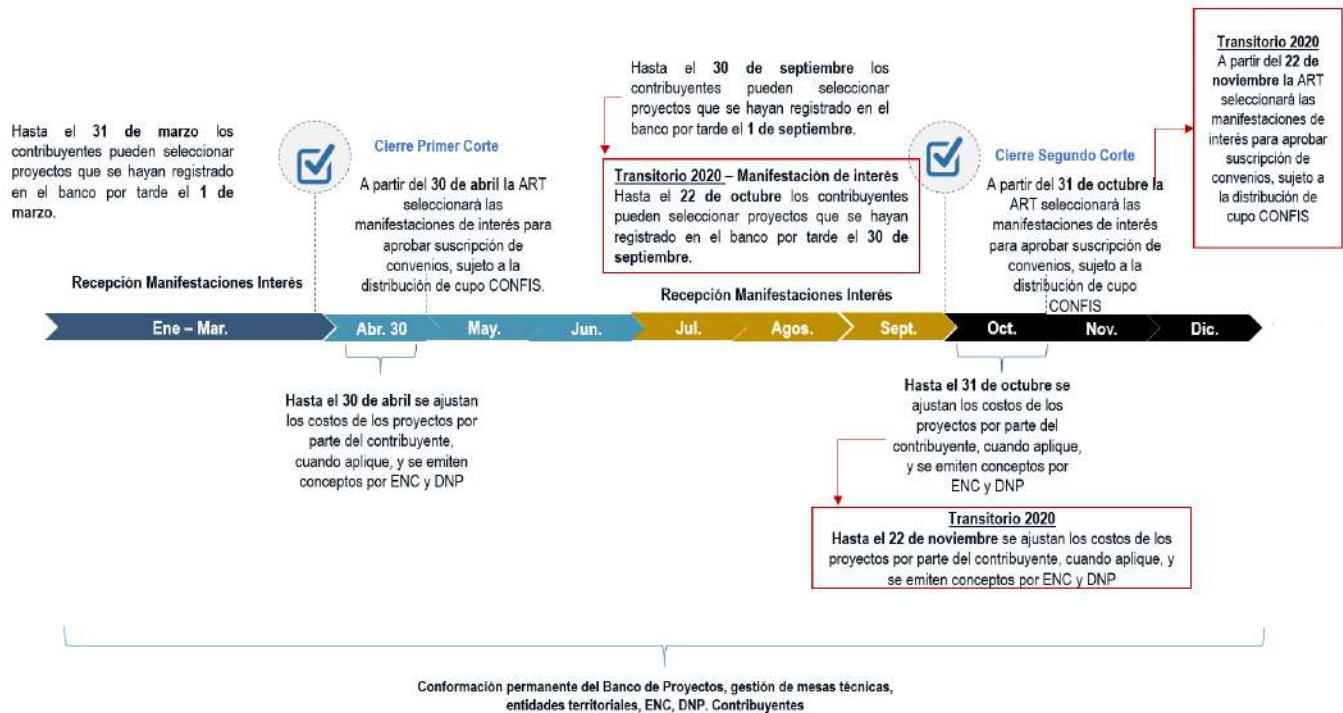 Hasta el 31 de marzo los
contribuyentes pueden seleccionar
proyectos que se hayan registrado
en el banco por tarde el 1 de
marzo.
Recepción Manifestaciones Interés
Cierre Primer Corte
A partir del 30 de abril la ART
seleccionará las
manifestaciones de interés para
aprobar suscripción de
convenios, sujeto a la
distribución de cupo CONFIS.
Hasta el 30 de septiembre los
contribuyentes pueden seleccionar
proyectos que se hayan registrado en el
banco por tarde el 1 de septiembre.
Transitorio 2020 – Manifestación de interés
Hasta el 22 de octubre los contribuyentes
pueden seleccionar proyectos que se hayan
registrado en el banco por tarde el 30 de
septiembre.
Recepción Manifestaciones Interés
Cierre Segundo Corte
A partir del 31 de octubre la
ART seleccionará las
manifestaciones de interés
para aprobar suscripción de
convenios, sujeto a la
distribución de cupo
CONFIS
Transitorio 2020
A partir del 22 de
noviembre la ART
seleccionará las
manifestaciones de
interés para aprobar
suscripción de
convenios, sujeto a
la distribución de
cupo CONFIS
Ene – Mar.
Abr. 30
May.
Jun.
Jul.
Agos.
Sept.
Oct.
Nov.
Dic.
Hasta el 30 de abril se ajustan
los costos de los proyectos por
parte del contribuyente,
cuando aplique, y se emiten
conceptos por ENC y DNP
Hasta el 31 de octubre se
ajustan los costos de los
proyectos por parte del
contribuyente, cuando aplique,
y se emiten conceptos por
ENC y DNP
Transitorio 2020
Hasta el 22 de noviembre se ajustan los costos de los
proyectos por parte del contribuyente, cuando aplique, y
se emiten conceptos por ENC y DNP
Conformación permanente del Banco de Proyectos, gestión de mesas técnicas,
entidades territoriales, ENC, DNP. Contribuyentes